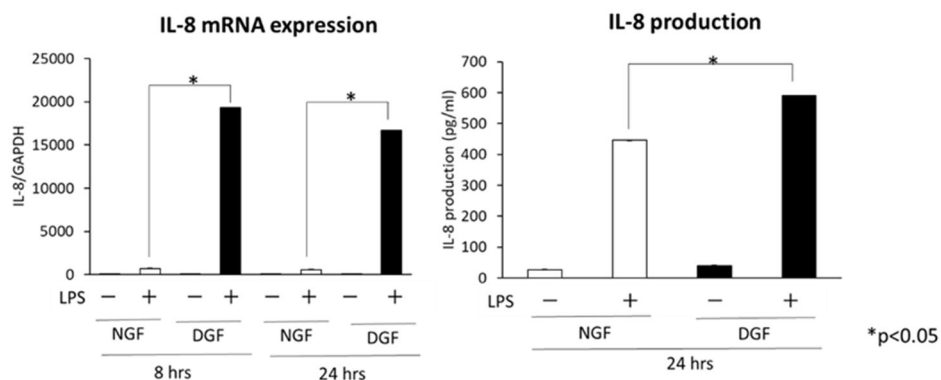 IL-8 mRNA expression
IL-8/GAPDH
25000
20000
15000
10000
5000
0
*
*
LPS − + − + − + − +
NGF DGF NGF DGF
8 hrs 24 hrs
IL-8 production
IL-8 production (pg/ml)
700
600
500
400
300
200
100
0
*
LPS − + − +
NGF DGF
24 hrs
*p<0.05